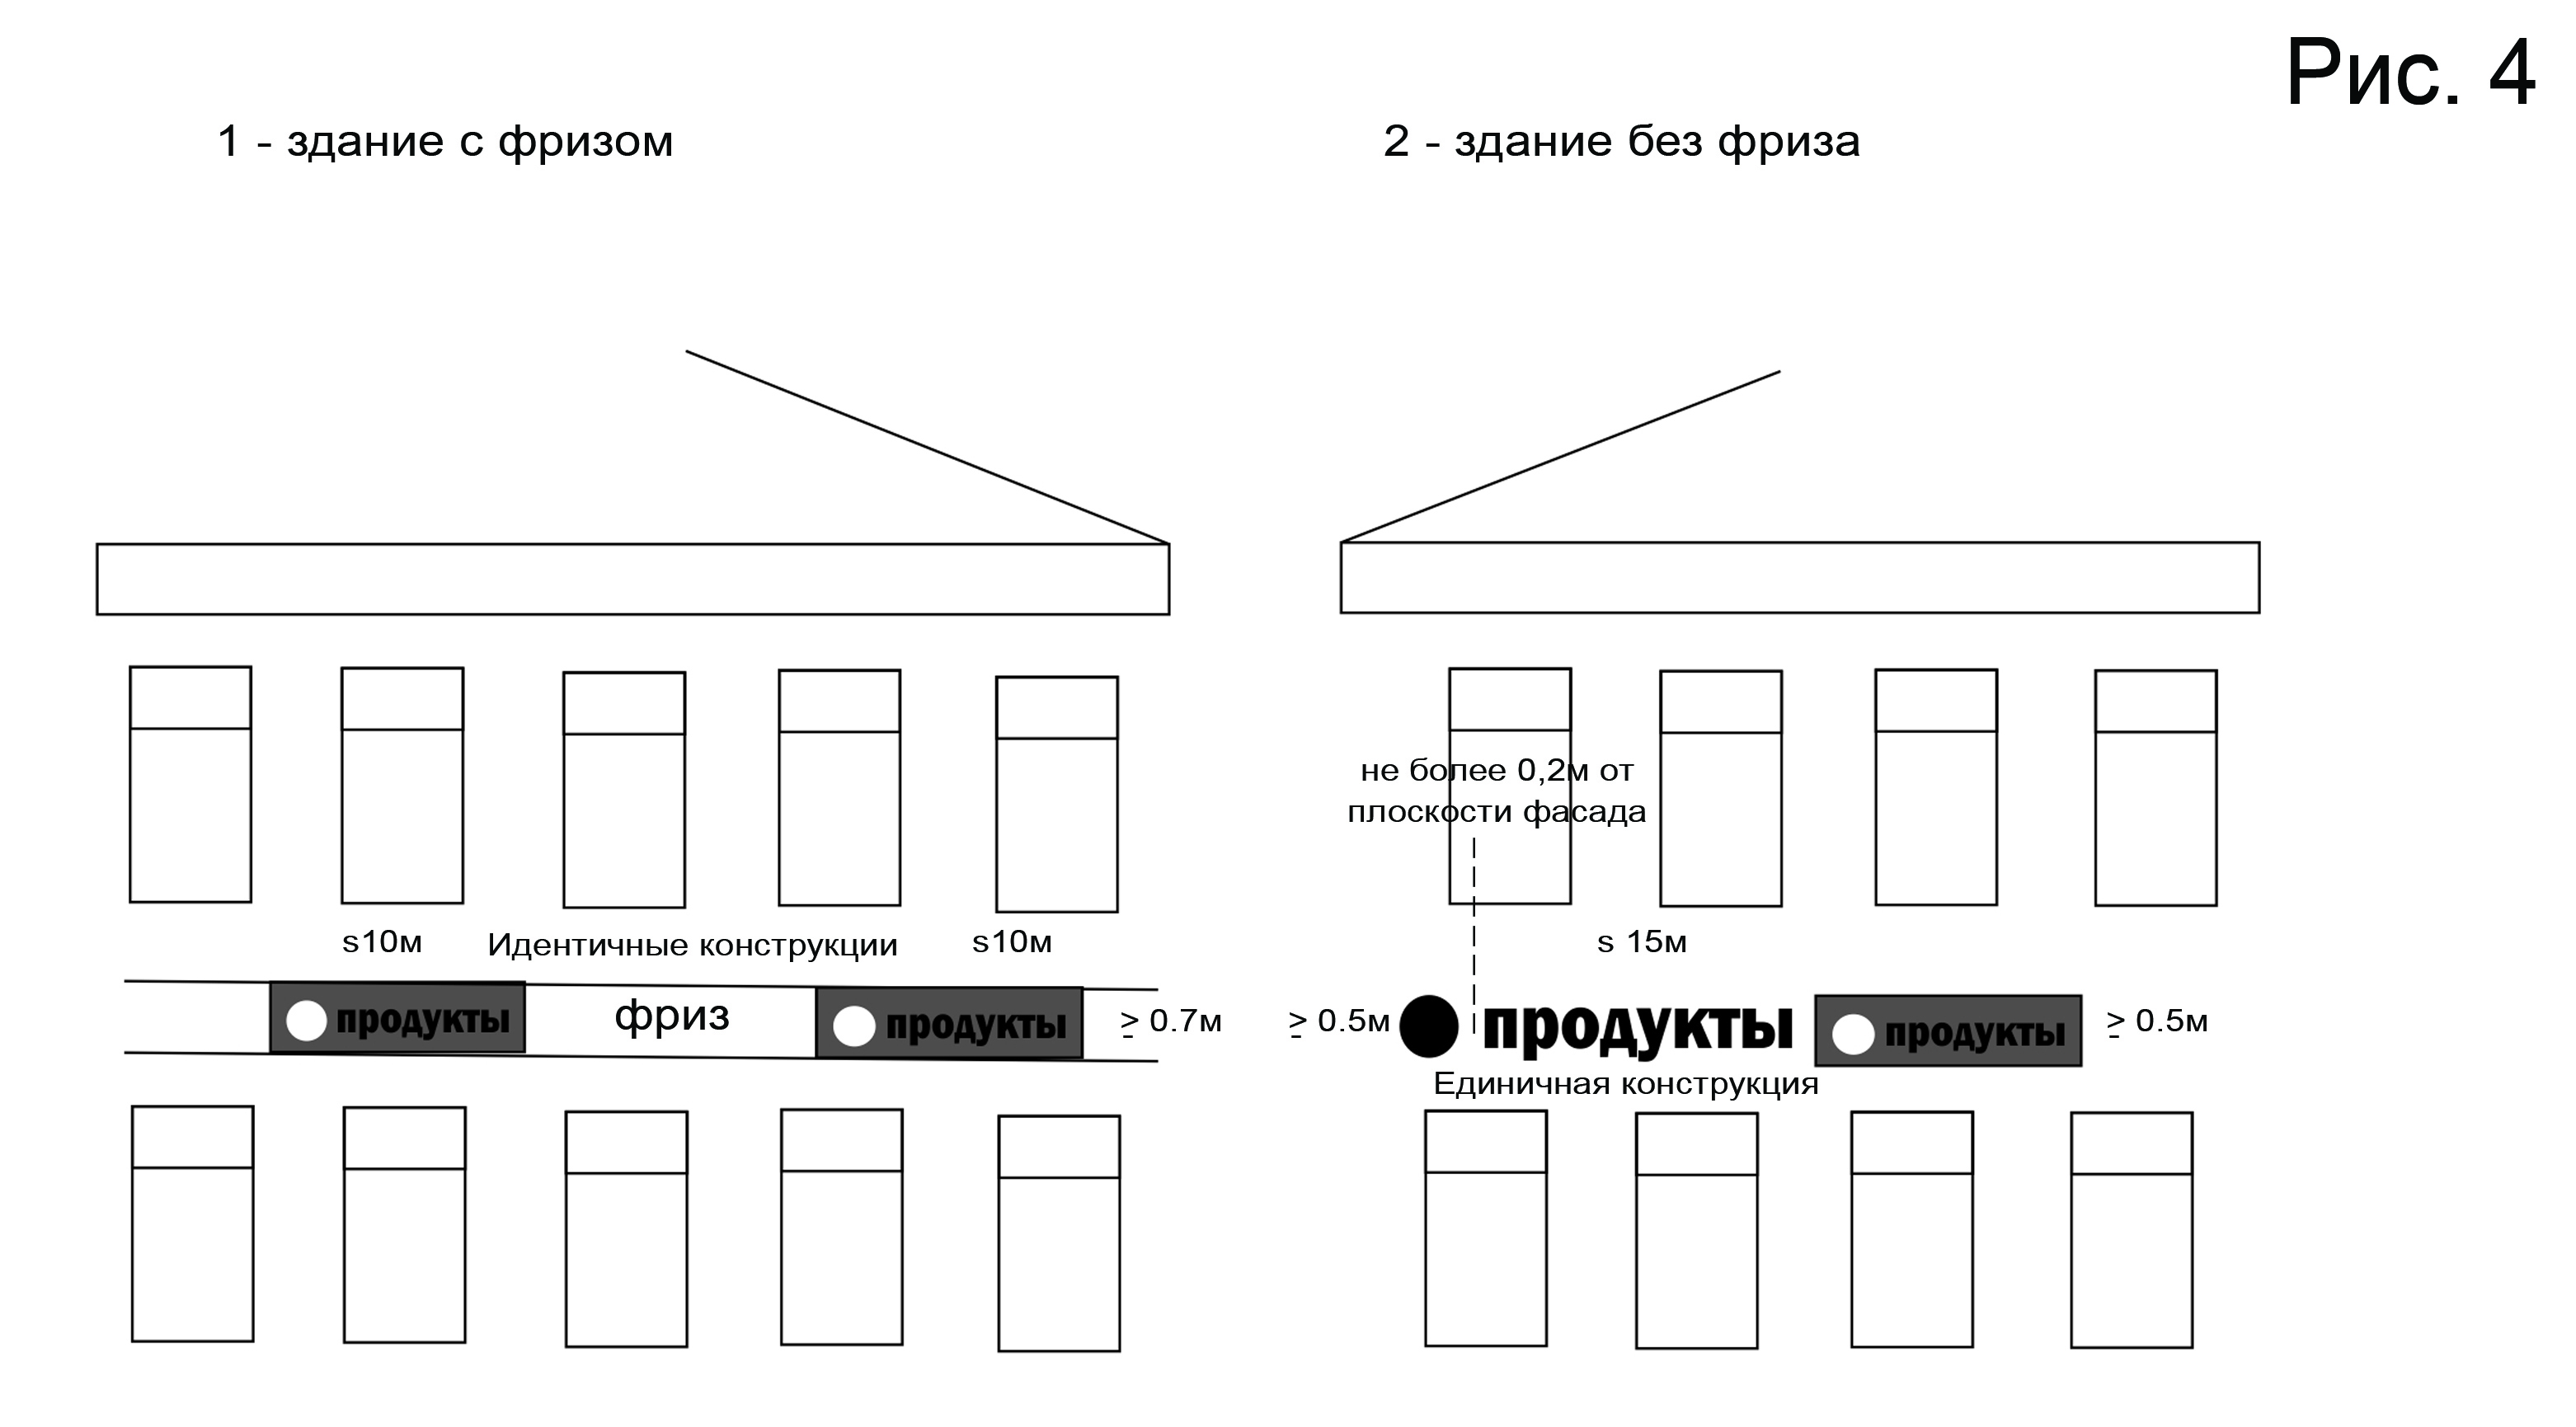 Рис. 4
1 - здание с фризом
2 - здание без фриза
не более 0,2м от
плоскости фасада
s10м
Идентичные конструкции
s10м
s 15м
продукты
фриз
продукты
≥ 0.7м
≥ 0.5м
продукты
продукты
≥ 0.5м
Единичная конструкция